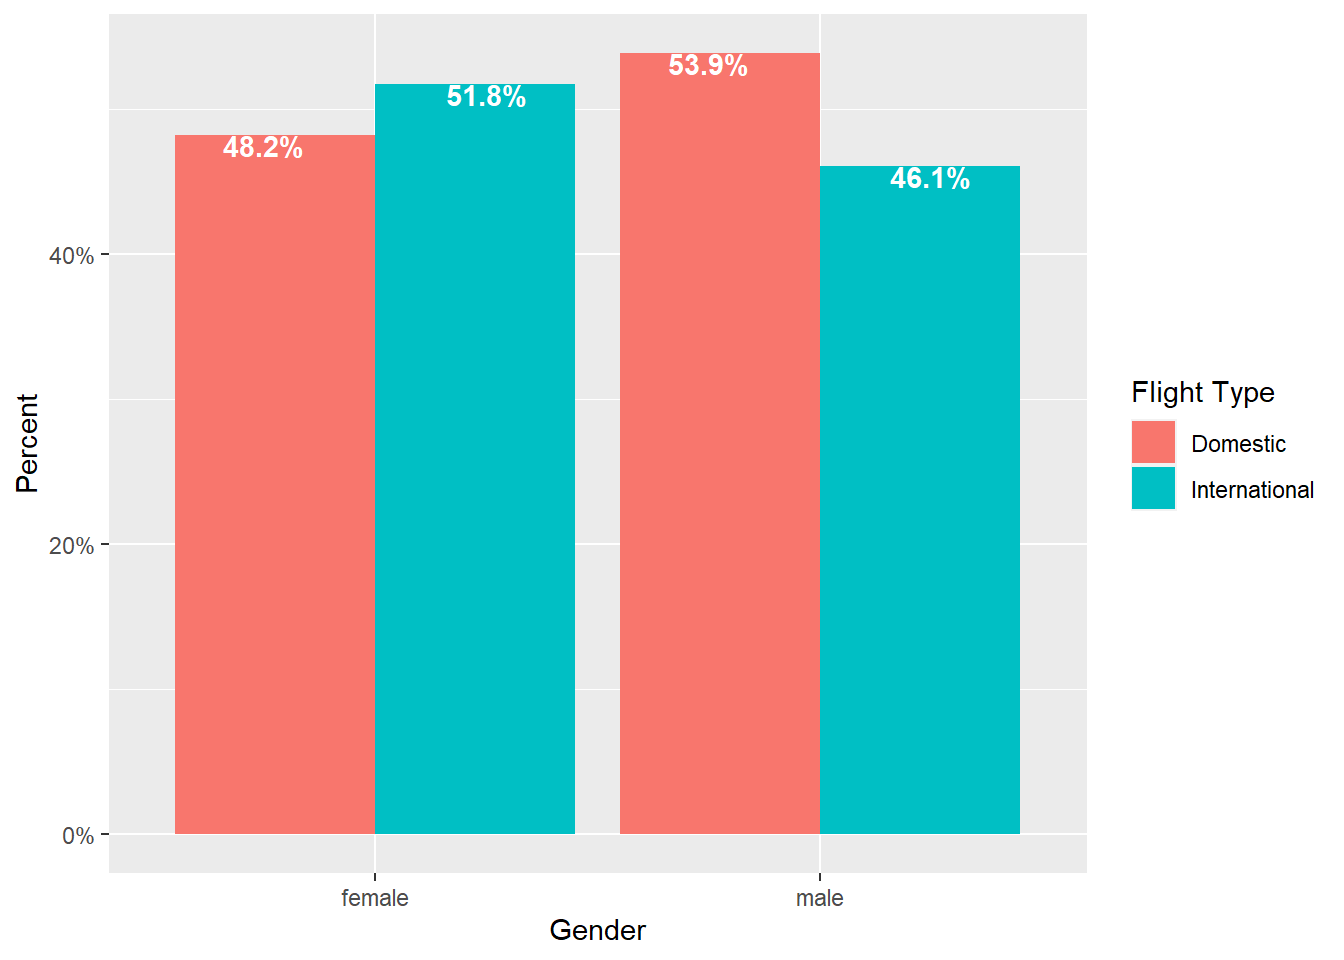 53.9%
51.8%
48.2%
46.1%
40%
20%
0%
Percent
female
male
Gender
Flight Type
Domestic
International